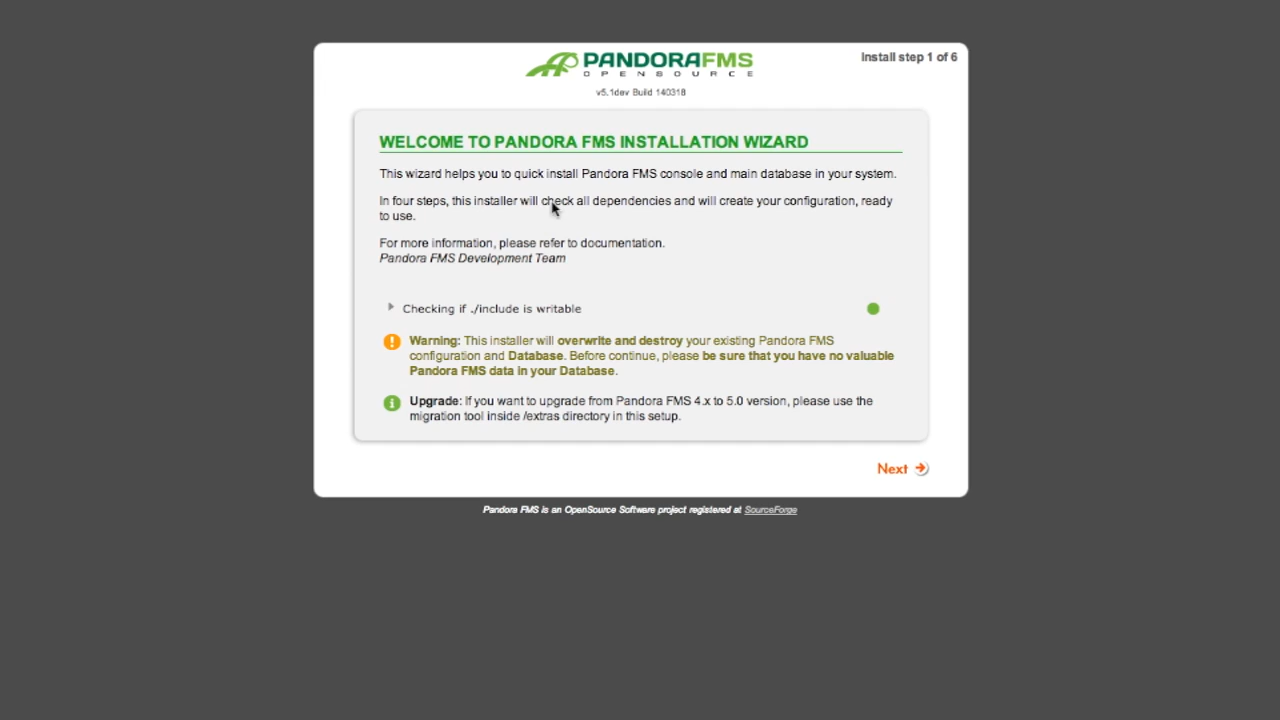 PANDORAFMS
OPENSOURCE
v5.1dev Build 140318
Install step 1 of 6
WELCOME TO PANDORA FMS INSTALLATION WIZARD
This wizard helps you to quick install Pandora FMS console and main database in your system.
In four steps, this installer will check all dependencies and will create your configuration, ready
to use.
For more information, please refer to documentation.
Pandora FMS Development Team
Checking if ./include is writable
Warning: This installer will overwrite and destroy your existing Pandora FMS
configuration and Database. Before continue, please be sure that you have no valuable
Pandora FMS data in your Database.
Upgrade: If you want to upgrade from Pandora FMS 4.x to 5.0 version, please use the
migration tool inside /extras directory in this setup.
Next
Pandora FMS is an OpenSource Software project registered at SourceForge